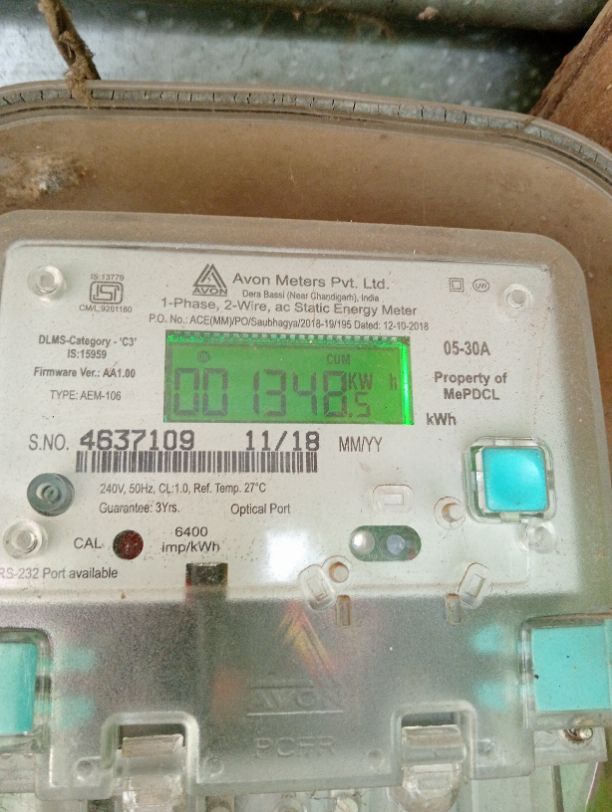 IS:13779
ISI
CM/L 9281160
AVON
Avon Meters Pvt. Ltd.
Dera Bassi (Near Chandigarh), India
UW
1-Phase, 2-Wire, ac Static Energy Meter
P.O. No.: ACE(MM)/PO/Saubhagya/2018-19/195 Dated: 12-10-2018
DLMS-Category - 'C3'
IS:15959
Firmware Ver.: AA1.00
TYPE: AEM-106
CUM
001348.5 KW h
05-30A
Property of
MePDCL
kWh
S.NO. 4637109 11/18 MM/YY
240V, 50Hz, CL:1.0, Ref. Temp. 27°C
Guarantee: 3Yrs. Optical Port
CAL 6400
imp/kWh
RS-232 Port available
AVON